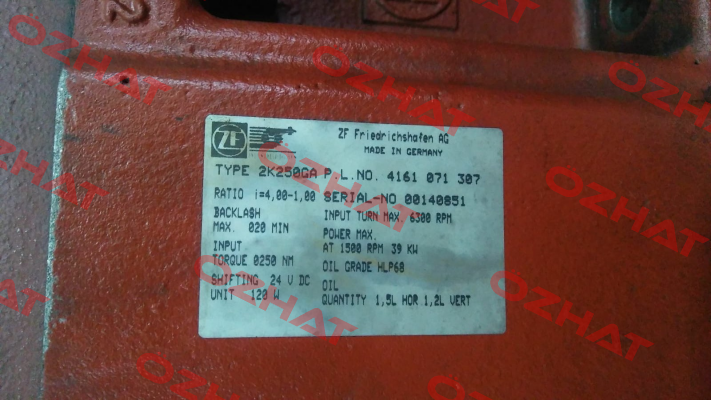 2
OZHAT
OZHAT
OZHAT
ZF
ZF Friedrichshafen AG
MADE IN GERMANY
TYPE 2K250GA P.L.NO. 4161 071 307
RATIO i=4,00-1,00 SERIAL-NO 00140851
BACKLASH
MAX. 020 MIN
INPUT TURN MAX. 6300 RPM
POWER MAX.
AT 1500 RPM 39 KW
INPUT
TORQUE 0250 NM
OIL GRADE HLP68
SHIFTING 24 V DC
UNIT 120 W
OIL
QUANTITY 1,5L HOR 1,2L VERT
OZHAT
OZHAT
OZHAT
OZHAT
OZHAT
OZHAT
OZHAT